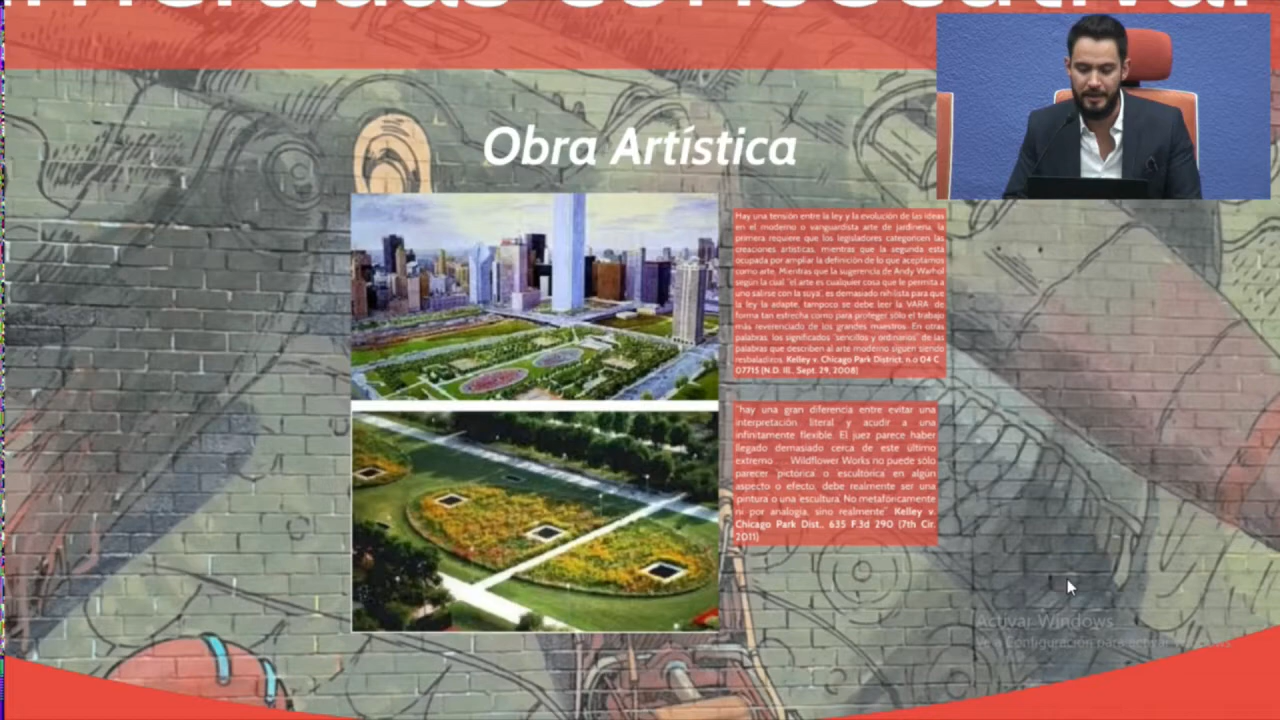 Obra Artística
Hay una tensión entre la ley y la evolución de las ideas
en el moderno o vanguardista arte de jardinería, la
primera requiere que los legisladores categoricen las
creaciones artísticas, mientras que la segunda está
ocupada por ampliar la definición de lo que aceptamos
como arte. Mientras que la sugerencia de Andy Warhol
según la cual "el arte es cualquier cosa que le permita a
uno salirse con la suya", es demasiado nihilista para que
la ley la adapte, tampoco se debe leer la VARA de
forma tan estrecha como para proteger sólo el trabajo
más reverenciado de los grandes maestros. En otras
palabras, los significados "sencillos y ordinarios" de las
palabras que describen al arte moderno siguen siendo
resbaladizos. Kelley v. Chicago Park District, n.o 04 C
07715 (N.D. Ill., Sept. 29, 2008)
"hay una gran diferencia entre evitar una
interpretación literal y acudir a una
infinitamente flexible. El juez parece haber
llegado demasiado cerca de este último
extremo . . . Wildflower Works no puede sólo
parecer pictórica o escultórica en algún
aspecto o efecto, debe realmente ser una
pintura o una escultura. No metafóricamente
ni por analogía, sino realmente" Kelley v.
Chicago Park Dist., 635 F.3d 290 (7th Cir.
2011)
Activar Windows
Ve a Configuración para activar Windows.